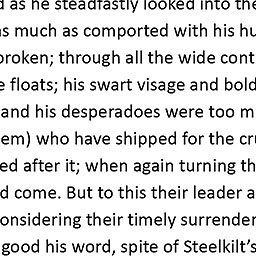 d as he steadfastly looked into the
as much as comported with his hu
broken; through all the wide cont
e floats; his swart visage and bold
and his desperadoes were too m
em) who have shipped for the cru
ed after it; when again turning th
d come. But to this their leader a
onsidering their timely surrender
good his word, spite of Steelkilt’s